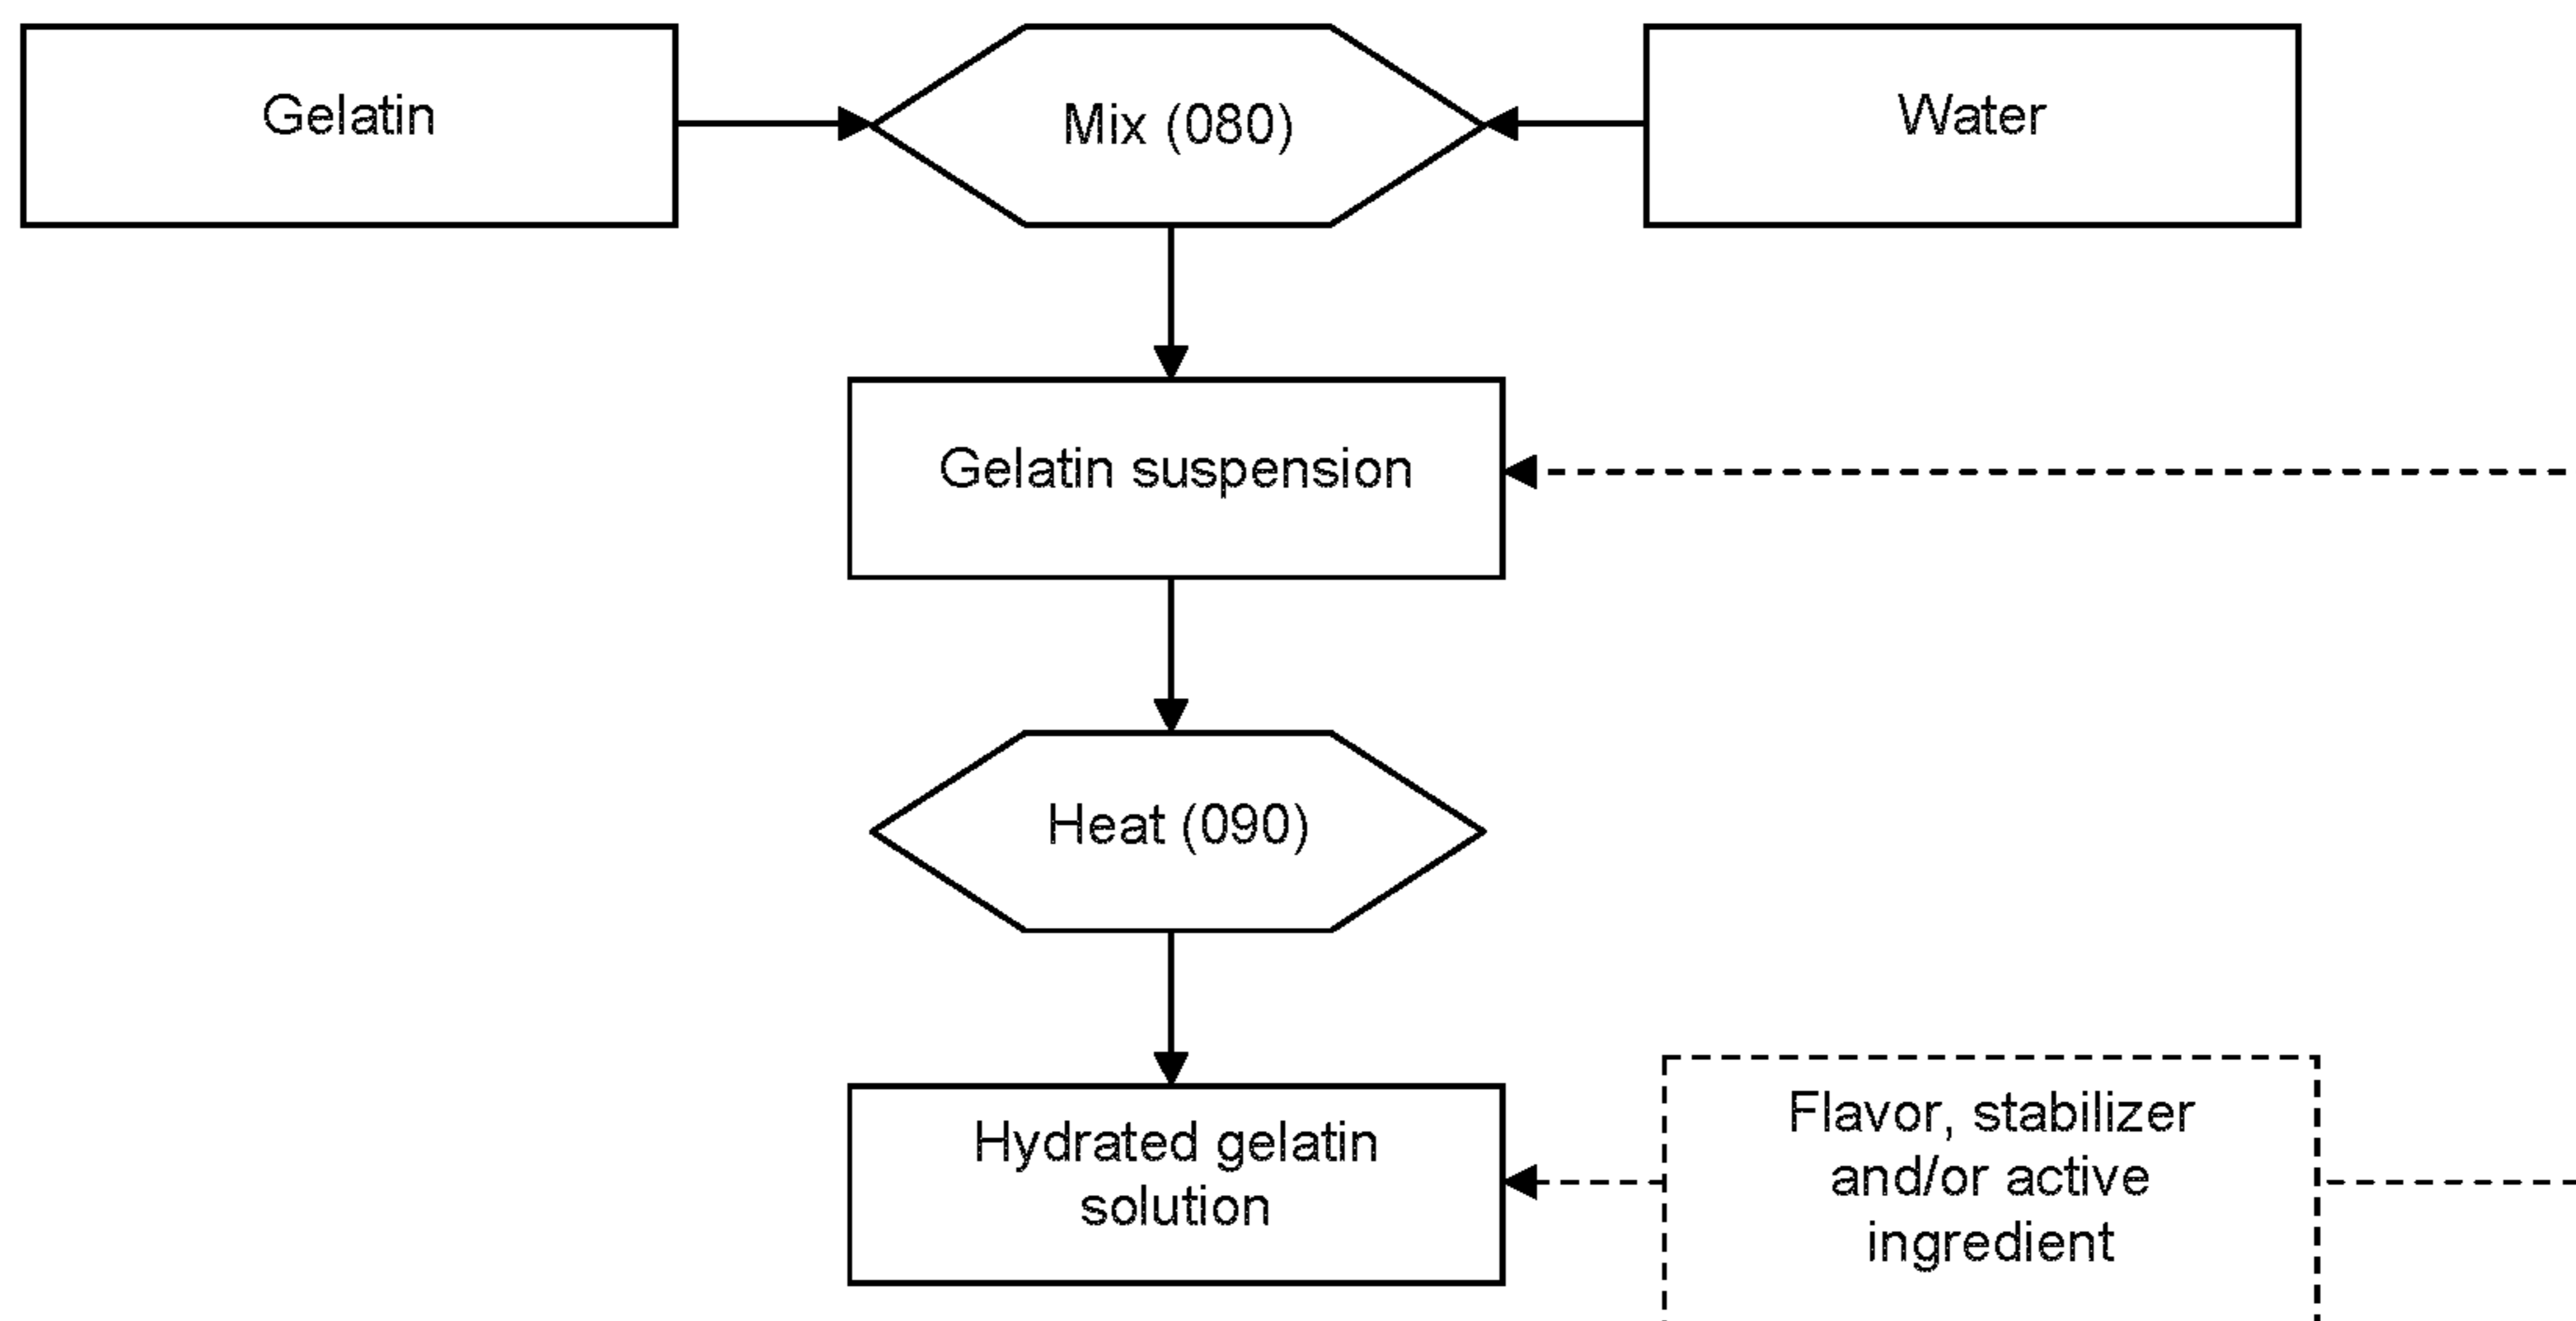 Gelatin
Mix (080)
Water
Gelatin suspension
Heat (090)
Hydrated gelatin
solution
Flavor, stabilizer
and/or active
ingredient